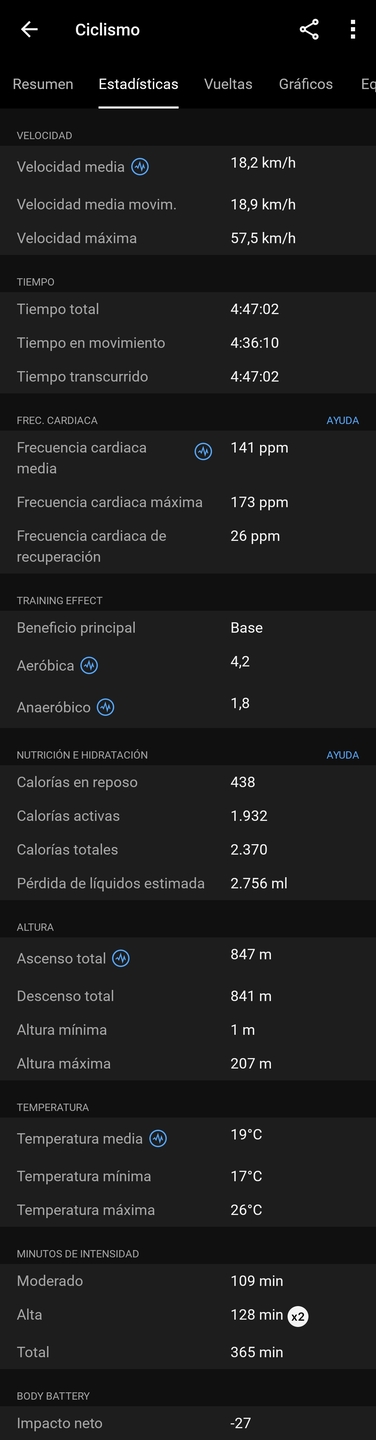 Ciclismo
Resumen Estadísticas Vueltas Gráficos Eq
VELOCIDAD
Velocidad media 18,2 km/h
Velocidad media movim. 18,9 km/h
Velocidad máxima 57,5 km/h
TIEMPO
Tiempo total 4:47:02
Tiempo en movimiento 4:36:10
Tiempo transcurrido 4:47:02
FREC. CARDIACA AYUDA
Frecuencia cardiaca 141 ppm
media
Frecuencia cardiaca máxima 173 ppm
Frecuencia cardiaca de 26 ppm
recuperación
TRAINING EFFECT
Beneficio principal Base
Aeróbica 4,2
Anaeróbico 1,8
NUTRICIÓN E HIDRATACIÓN AYUDA
Calorías en reposo 438
Calorías activas 1.932
Calorías totales 2.370
Pérdida de líquidos estimada 2.756 ml
ALTURA
Ascenso total 847 m
Descenso total 841 m
Altura mínima 1 m
Altura máxima 207 m
TEMPERATURA
Temperatura media 19°C
Temperatura mínima 17°C
Temperatura máxima 26°C
MINUTOS DE INTENSIDAD
Moderado 109 min
Alta 128 min x2
Total 365 min
BODY BATTERY
Impacto neto -27